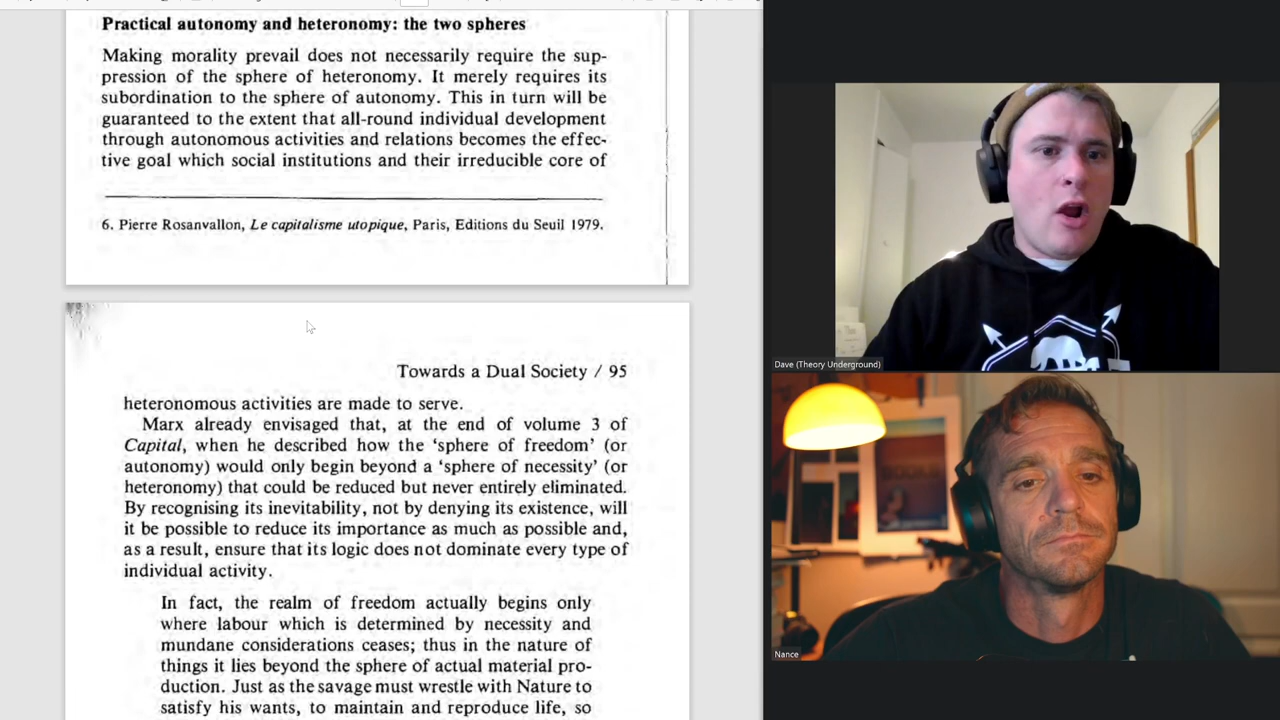 Practical autonomy and heteronomy: the two spheres
Making morality prevail does not necessarily require the sup-
pression of the sphere of heteronomy. It merely requires its
subordination to the sphere of autonomy. This in turn will be
guaranteed to the extent that all-round individual development
through autonomous activities and relations becomes the effec-
tive goal which social institutions and their irreducible core of
6. Pierre Rosanvallon, Le capitalisme utopique, Paris, Editions du Seuil 1979.
Towards a Dual Society / 95
heteronomous activities are made to serve.
Marx already envisaged that, at the end of volume 3 of
Capital, when he described how the ‘sphere of freedom’ (or
autonomy) would only begin beyond a ‘sphere of necessity’ (or
heteronomy) that could be reduced but never entirely eliminated.
By recognising its inevitability, not by denying its existence, will
it be possible to reduce its importance as much as possible and,
as a result, ensure that its logic does not dominate every type of
individual activity.
In fact, the realm of freedom actually begins only
where labour which is determined by necessity and
mundane considerations ceases; thus in the nature of
things it lies beyond the sphere of actual material pro-
duction. Just as the savage must wrestle with Nature to
satisfy his wants, to maintain and reproduce life, so
Dave (Theory Underground)
Nance